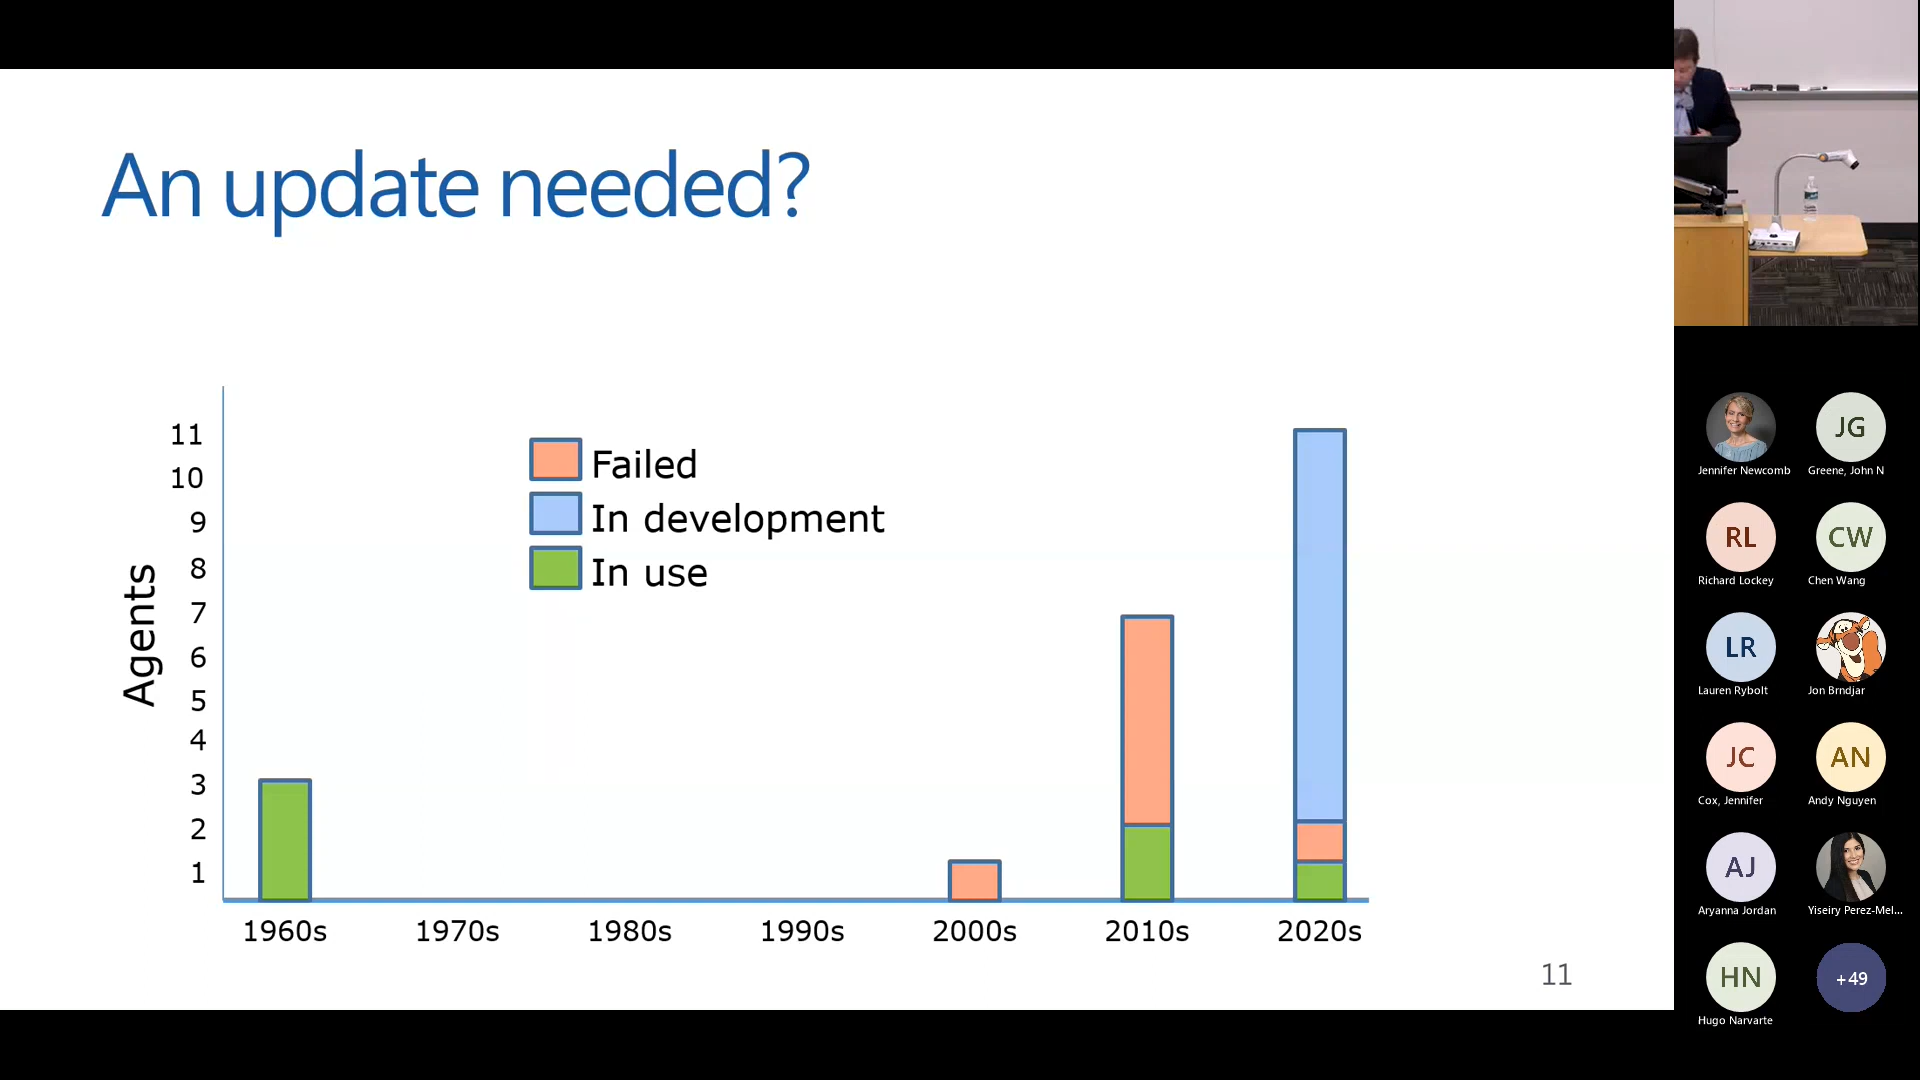 An update needed?
Agents
11
10
9
8
7
6
5
4
3
2
1
Failed
In development
In use
1960s
1970s
1980s
1990s
2000s
2010s
2020s
11
JG
Jennifer Newcomb
Greene, John N
RL
CW
Richard Lockey
Chen Wang
LR
Lauren Rybolt
Jon Brndjar
JC
AN
Cox, Jennifer
Andy Nguyen
AJ
Aryanna Jordan
Yiseiry Perez-Mel...
HN
+49
Hugo Narvarte